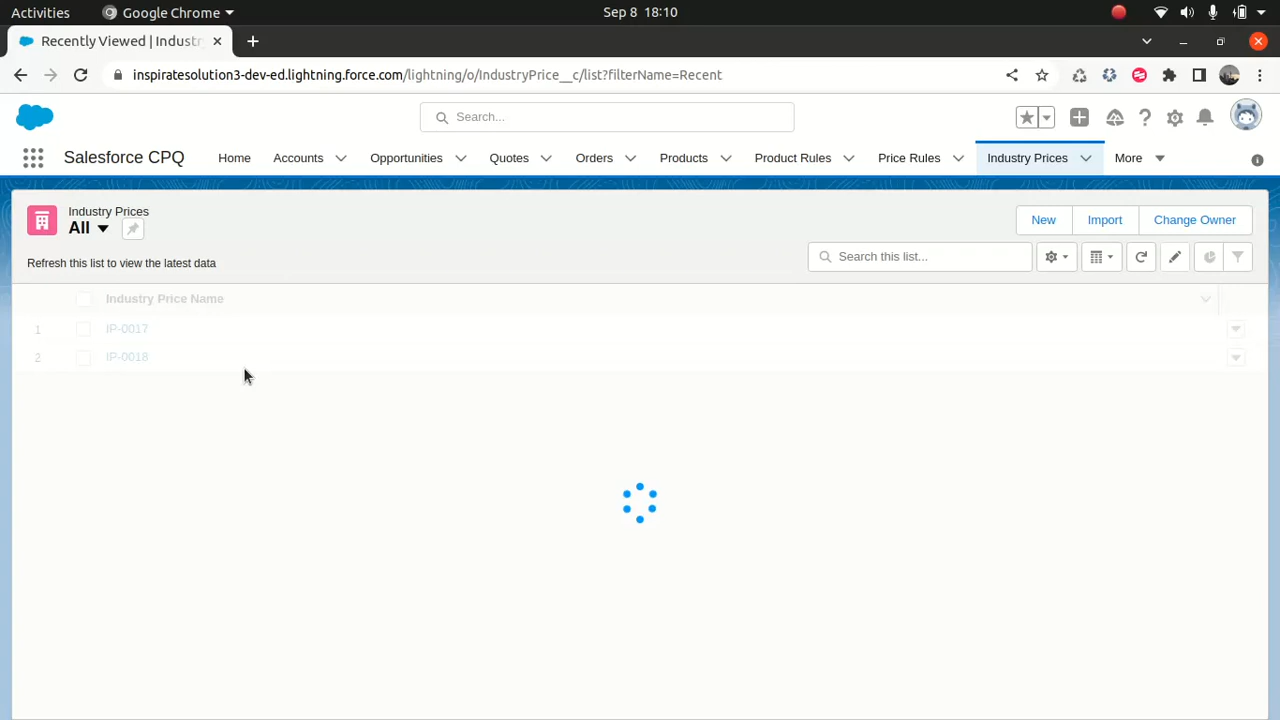 Activities
Google Chrome
Sep 8 18:10
Recently Viewed | Industr
inspiratesolution3-dev-ed.lightning.force.com/lightning/o/IndustryPrice__c/list?filterName=Recent
Search...
Salesforce CPQ
Home
Accounts
Opportunities
Quotes
Orders
Products
Product Rules
Price Rules
Industry Prices
More
Industry Prices
All
New
Import
Change Owner
Refresh this list to view the latest data
Search this list...
Industry Price Name
1 IP-0017
2 IP-0018